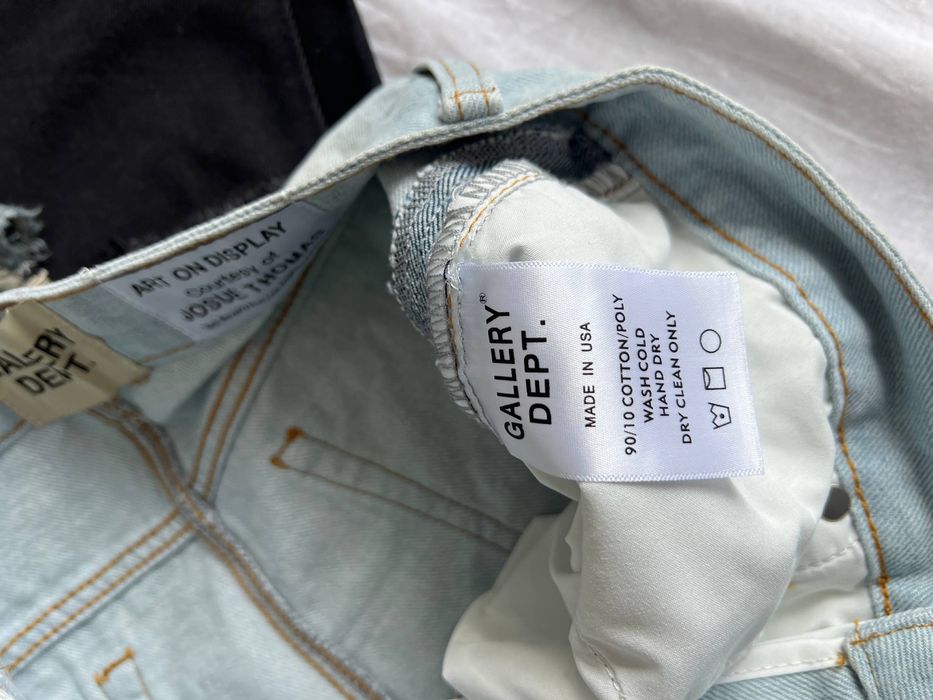 ART ON DISPLAY
Courtesy of
JOSUE THOMAS
GALLERY
DEPT.
GALLERY®
DEPT.
MADE IN USA
90/10 COTTON/POLY
WASH COLD
HAND DRY
DRY CLEAN ONLY